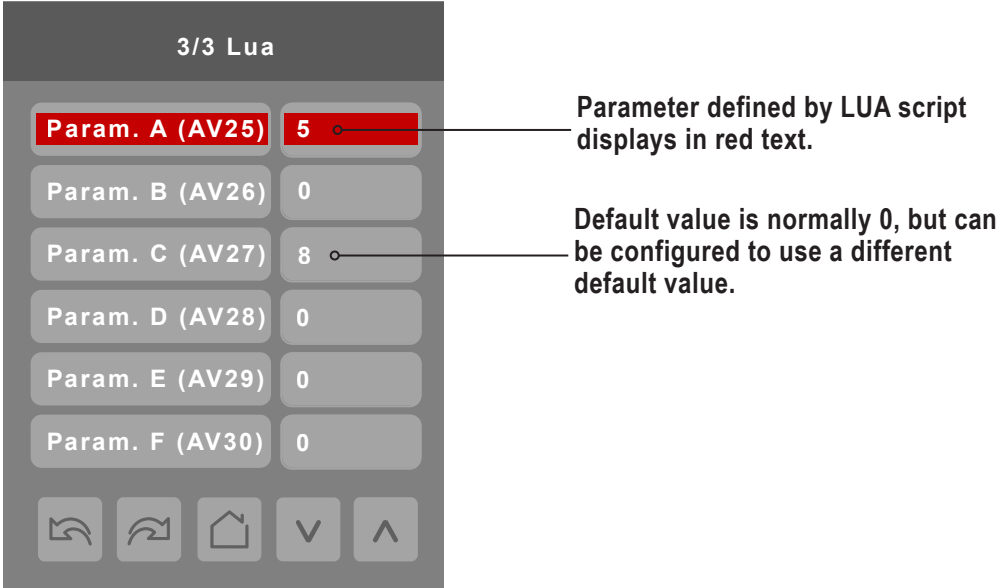 3/3 Lua
Param. A (AV25) 5
Param. B (AV26) 0
Param. C (AV27) 8
Param. D (AV28) 0
Param. E (AV29) 0
Param. F (AV30) 0
Parameter defined by LUA script
displays in red text.
Default value is normally 0, but can
be configured to use a different
default value.